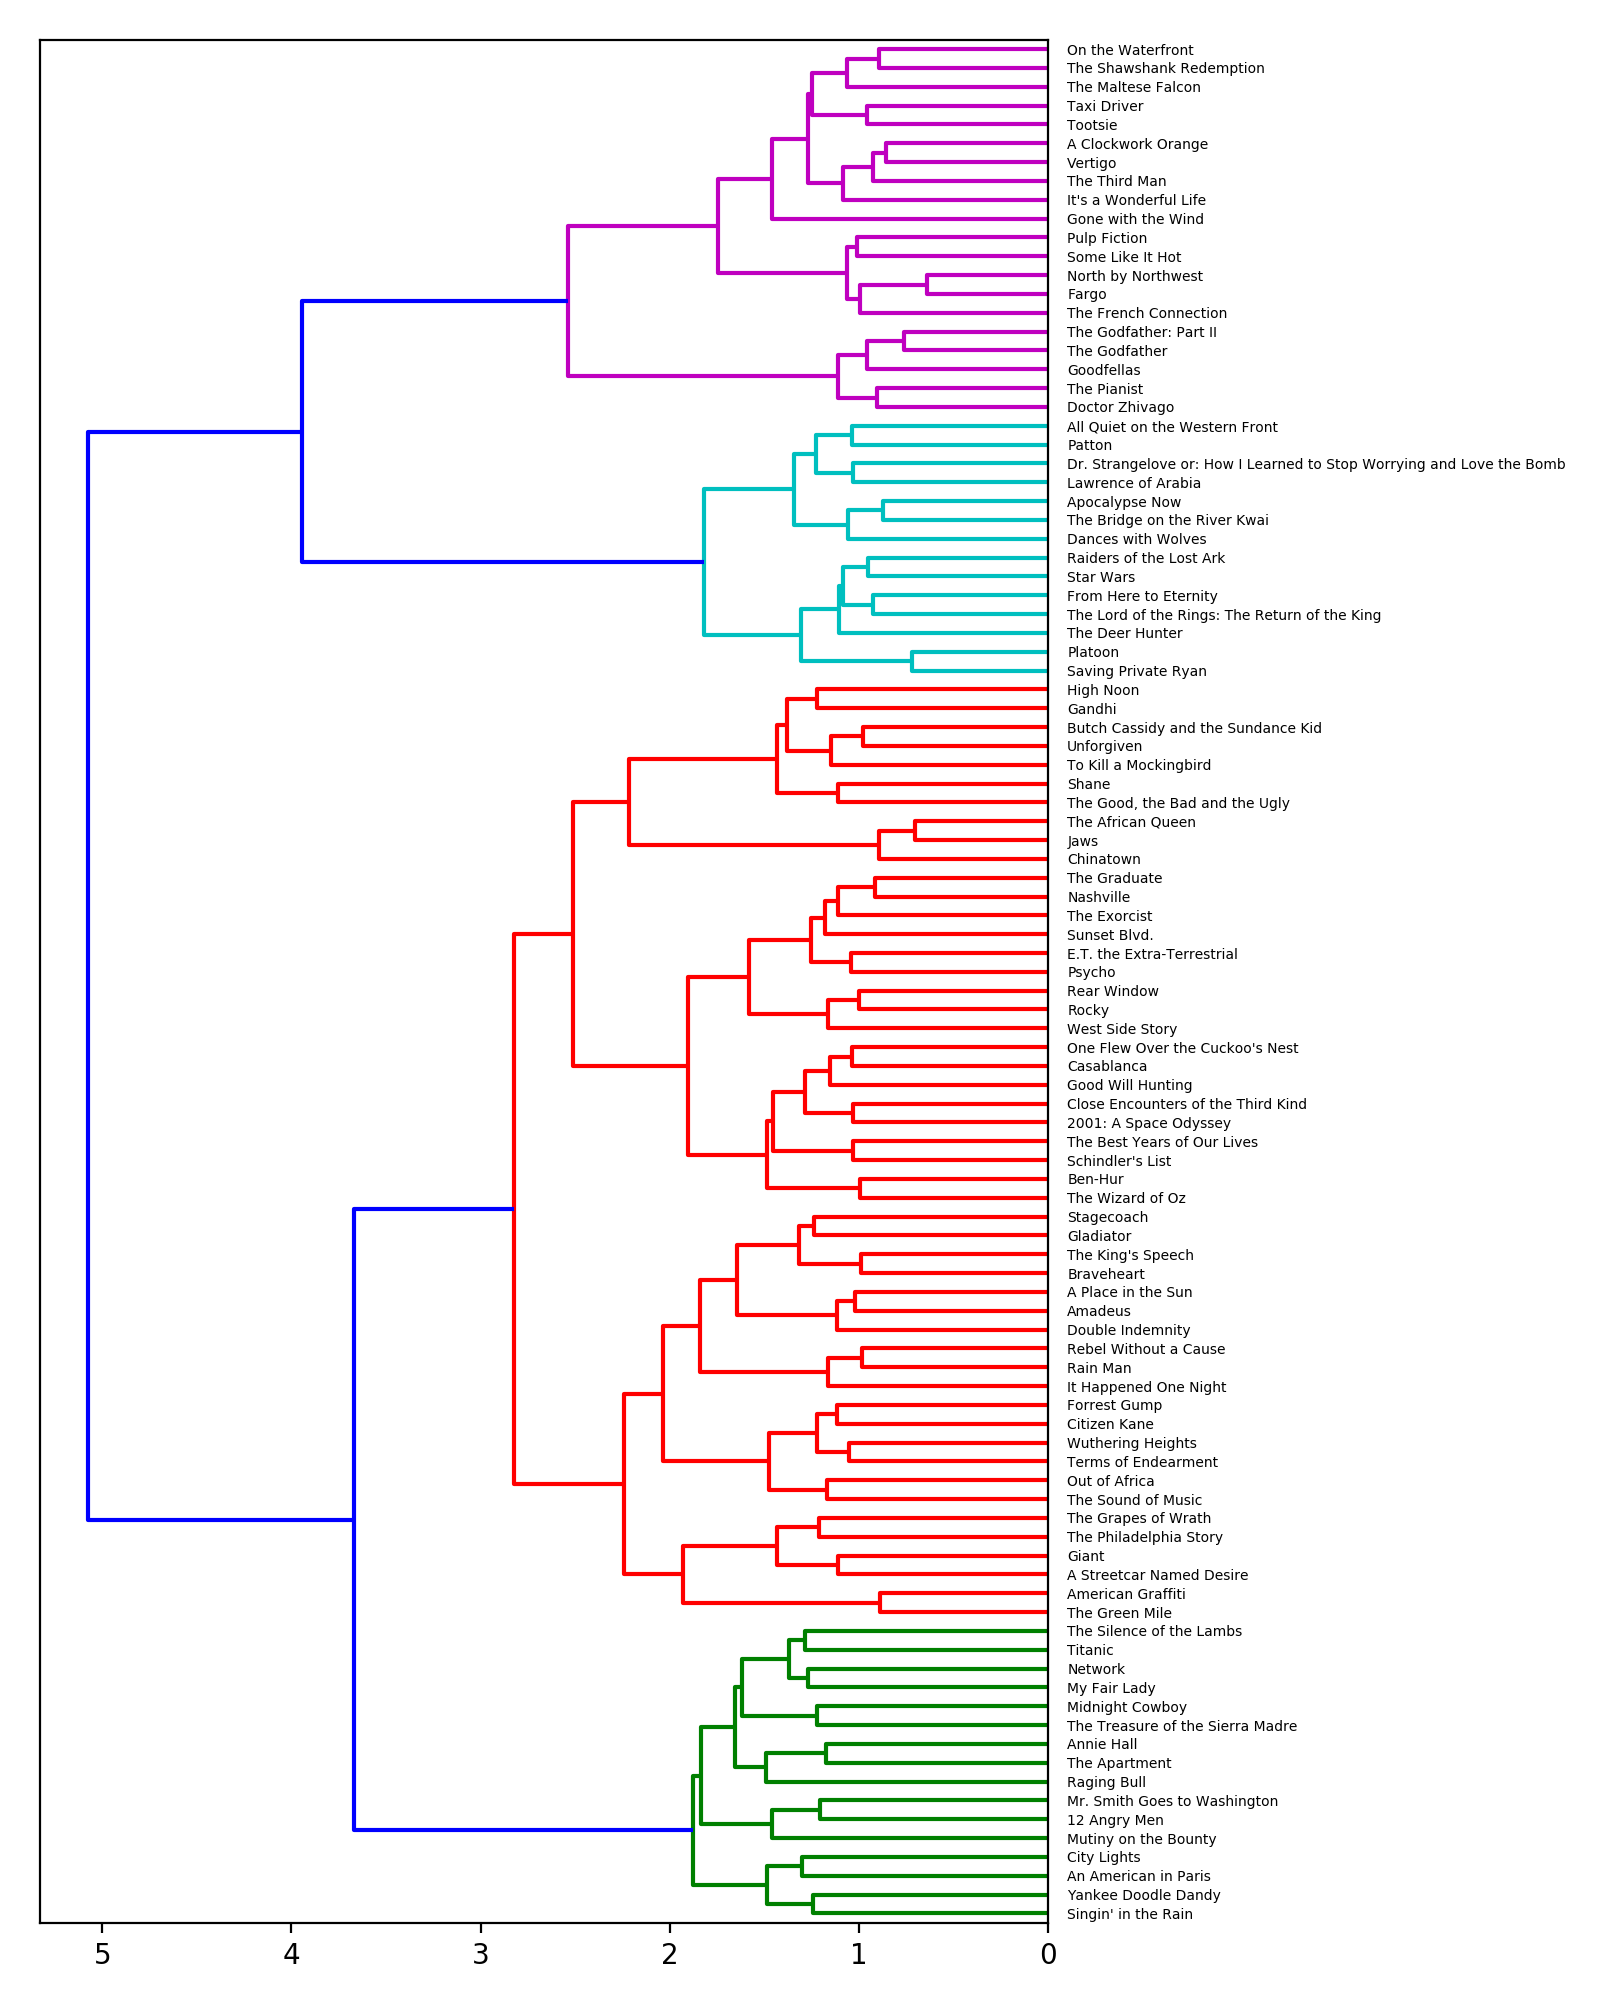 On the Waterfront
The Shawshank Redemption
The Maltese Falcon
Taxi Driver
Tootsie
A Clockwork Orange
Vertigo
The Third Man
It's a Wonderful Life
Gone with the Wind
Pulp Fiction
Some Like It Hot
North by Northwest
Fargo
The French Connection
The Godfather: Part II
The Godfather
Goodfellas
The Pianist
Doctor Zhivago
All Quiet on the Western Front
Patton
Dr. Strangelove or: How I Learned to Stop Worrying and Love the Bomb
Lawrence of Arabia
Apocalypse Now
The Bridge on the River Kwai
Dances with Wolves
Raiders of the Lost Ark
Star Wars
From Here to Eternity
The Lord of the Rings: The Return of the King
The Deer Hunter
Platoon
Saving Private Ryan
High Noon
Gandhi
Butch Cassidy and the Sundance Kid
Unforgiven
To Kill a Mockingbird
Shane
The Good, the Bad and the Ugly
The African Queen
Jaws
Chinatown
The Graduate
Nashville
The Exorcist
Sunset Blvd.
E.T. the Extra-Terrestrial
Psycho
Rear Window
Rocky
West Side Story
One Flew Over the Cuckoo's Nest
Casablanca
Good Will Hunting
Close Encounters of the Third Kind
2001: A Space Odyssey
The Best Years of Our Lives
Schindler's List
Ben-Hur
The Wizard of Oz
Stagecoach
Gladiator
The King's Speech
Braveheart
A Place in the Sun
Amadeus
Double Indemnity
Rebel Without a Cause
Rain Man
It Happened One Night
Forrest Gump
Citizen Kane
Wuthering Heights
Terms of Endearment
Out of Africa
The Sound of Music
The Grapes of Wrath
The Philadelphia Story
Giant
A Streetcar Named Desire
American Graffiti
The Green Mile
The Silence of the Lambs
Titanic
Network
My Fair Lady
Midnight Cowboy
The Treasure of the Sierra Madre
Annie Hall
The Apartment
Raging Bull
Mr. Smith Goes to Washington
12 Angry Men
Mutiny on the Bounty
City Lights
An American in Paris
Yankee Doodle Dandy
Singin' in the Rain
5 4 3 2 1 0